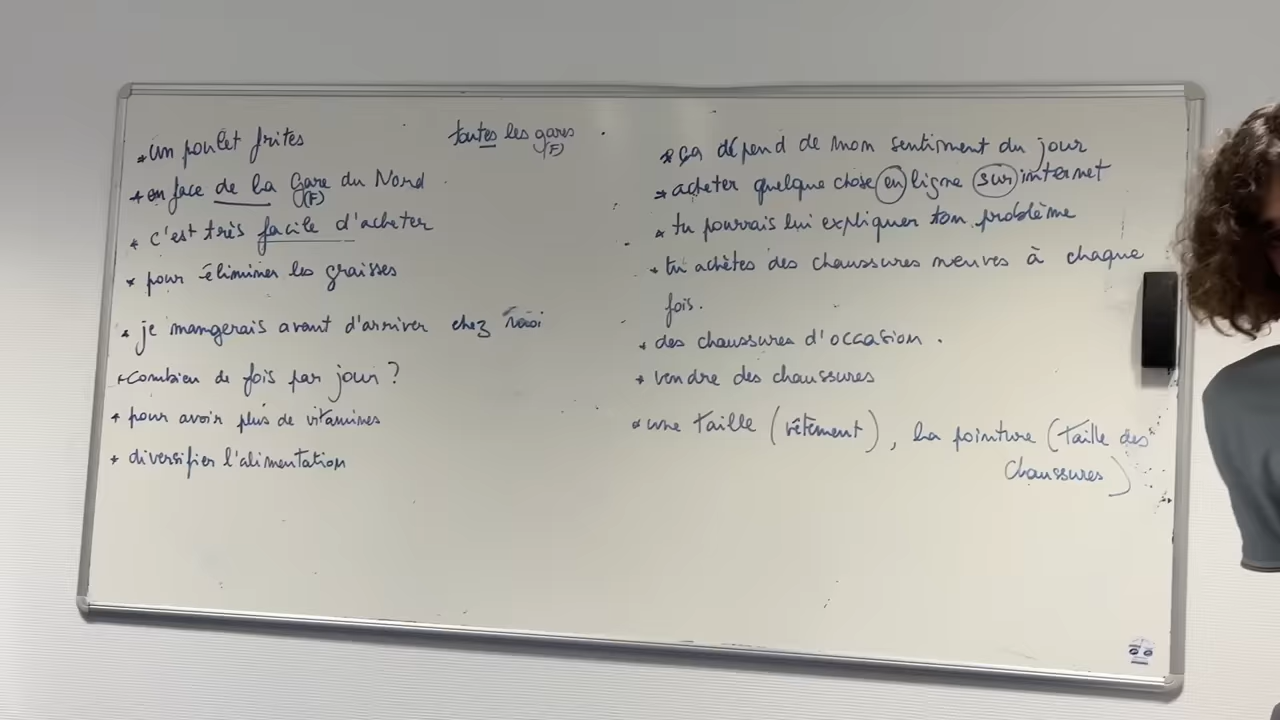 * un poulet frites
toutes les gares
(F)
* en face de la Gare du Nord
(F)
* c'est très facile d'acheter
* pour éliminer les graisses
* je mangerais avant d'arriver chez moi
* Combien de fois par jour ?
* pour avoir plus de vitamines
* diversifier l'alimentation
* ça dépend de mon sentiment du jour
* acheter quelque chose en ligne sur internet
* tu pourrais lui expliquer ton problème
* tu achètes des chaussures neuves à chaque
fois.
* des chaussures d'occasion.
* vendre des chaussures
* une taille (vêtement), la pointure (taille des
chaussures)